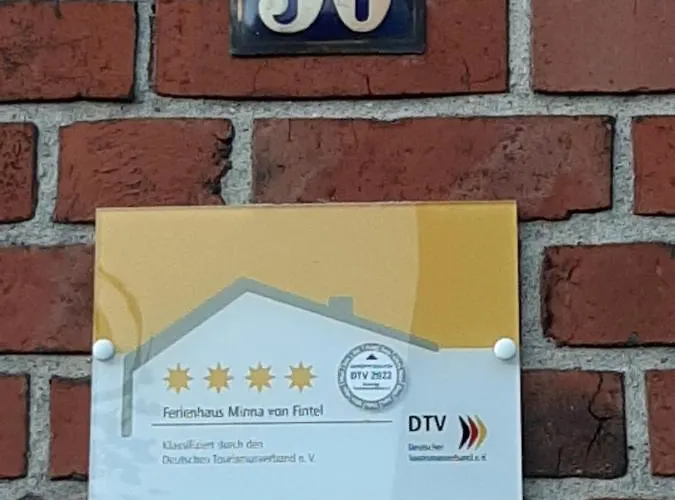 DTV 2022
Ferienhaus Minna von Fintel
Klassifiziert durch den
Deutschen Tourismusverband e. V.
DTV
Deutscher
Tourismusverband e. V.